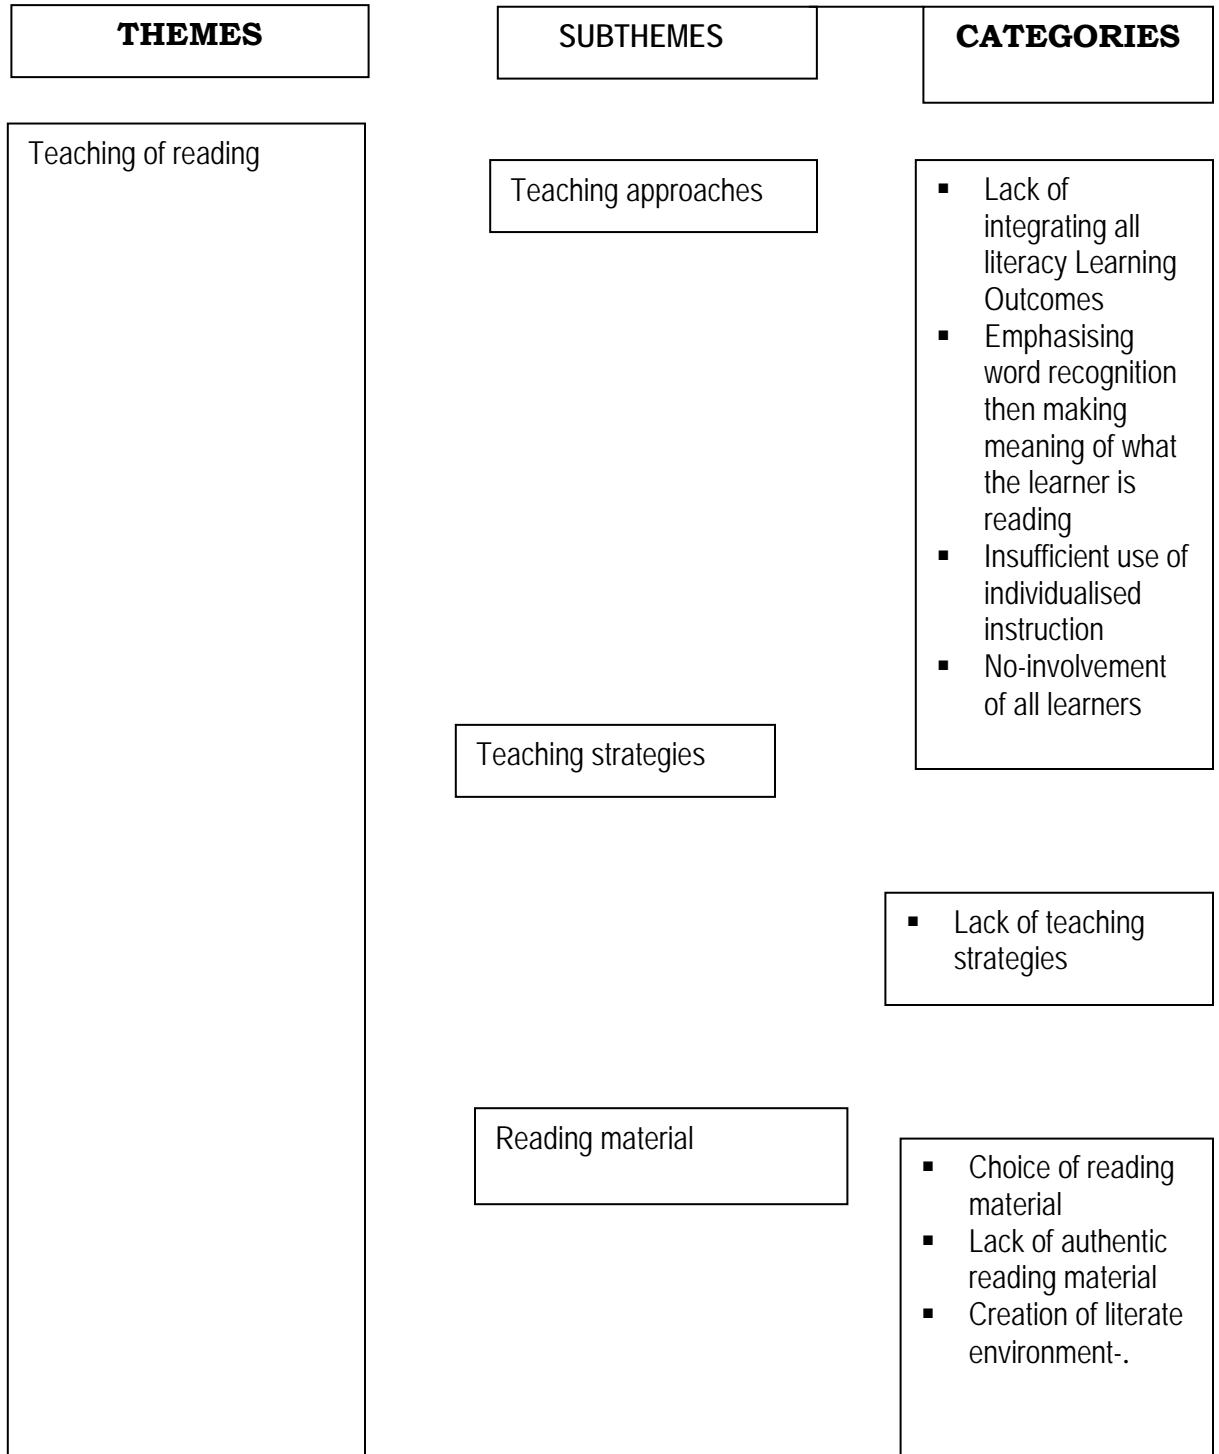 THEMES
SUBTHEMES
CATEGORIES
Teaching of reading
Teaching approaches
▪ Lack of
integrating all
literacy Learning
Outcomes
▪ Emphasising
word recognition
then making
meaning of what
the learner is
reading
▪ Insufficient use of
individualised
instruction
▪ No-involvement
of all learners
Teaching strategies
▪ Lack of teaching
strategies
Reading material
▪ Choice of reading
material
▪ Lack of authentic
reading material
▪ Creation of literate
environment-.